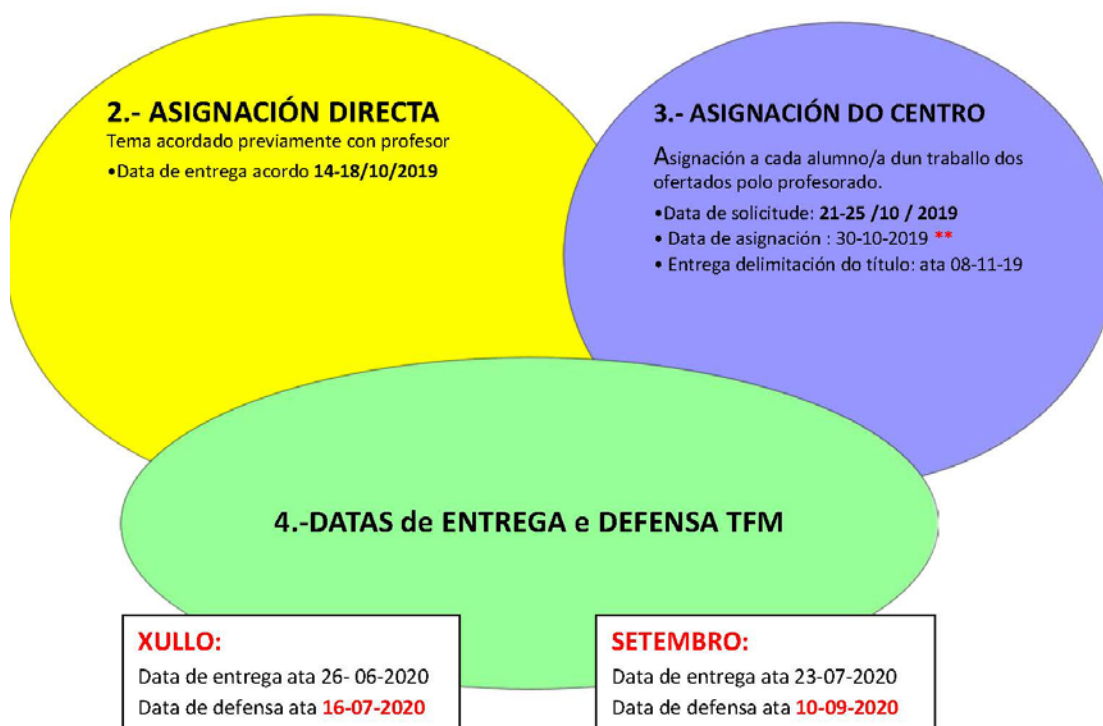 2.- ASIGNACIÓN DIRECTA
Tema acordado previamente con profesor
•Data de entrega acordo 14-18/10/2019
3.- ASIGNACIÓN DO CENTRO
Asignación a cada alumno/a dun traballo dos
ofertados polo profesorado.
•Data de solicitude: 21-25 /10 / 2019
• Data de asignación : 30-10-2019 **
• Entrega delimitación do título: ata 08-11-19
4.-DATAS de ENTREGA e DEFENSA TFM
XULLO:
Data de entrega ata 26- 06-2020
Data de defensa ata 16-07-2020
SETEMBRO:
Data de entrega ata 23-07-2020
Data de defensa ata 10-09-2020